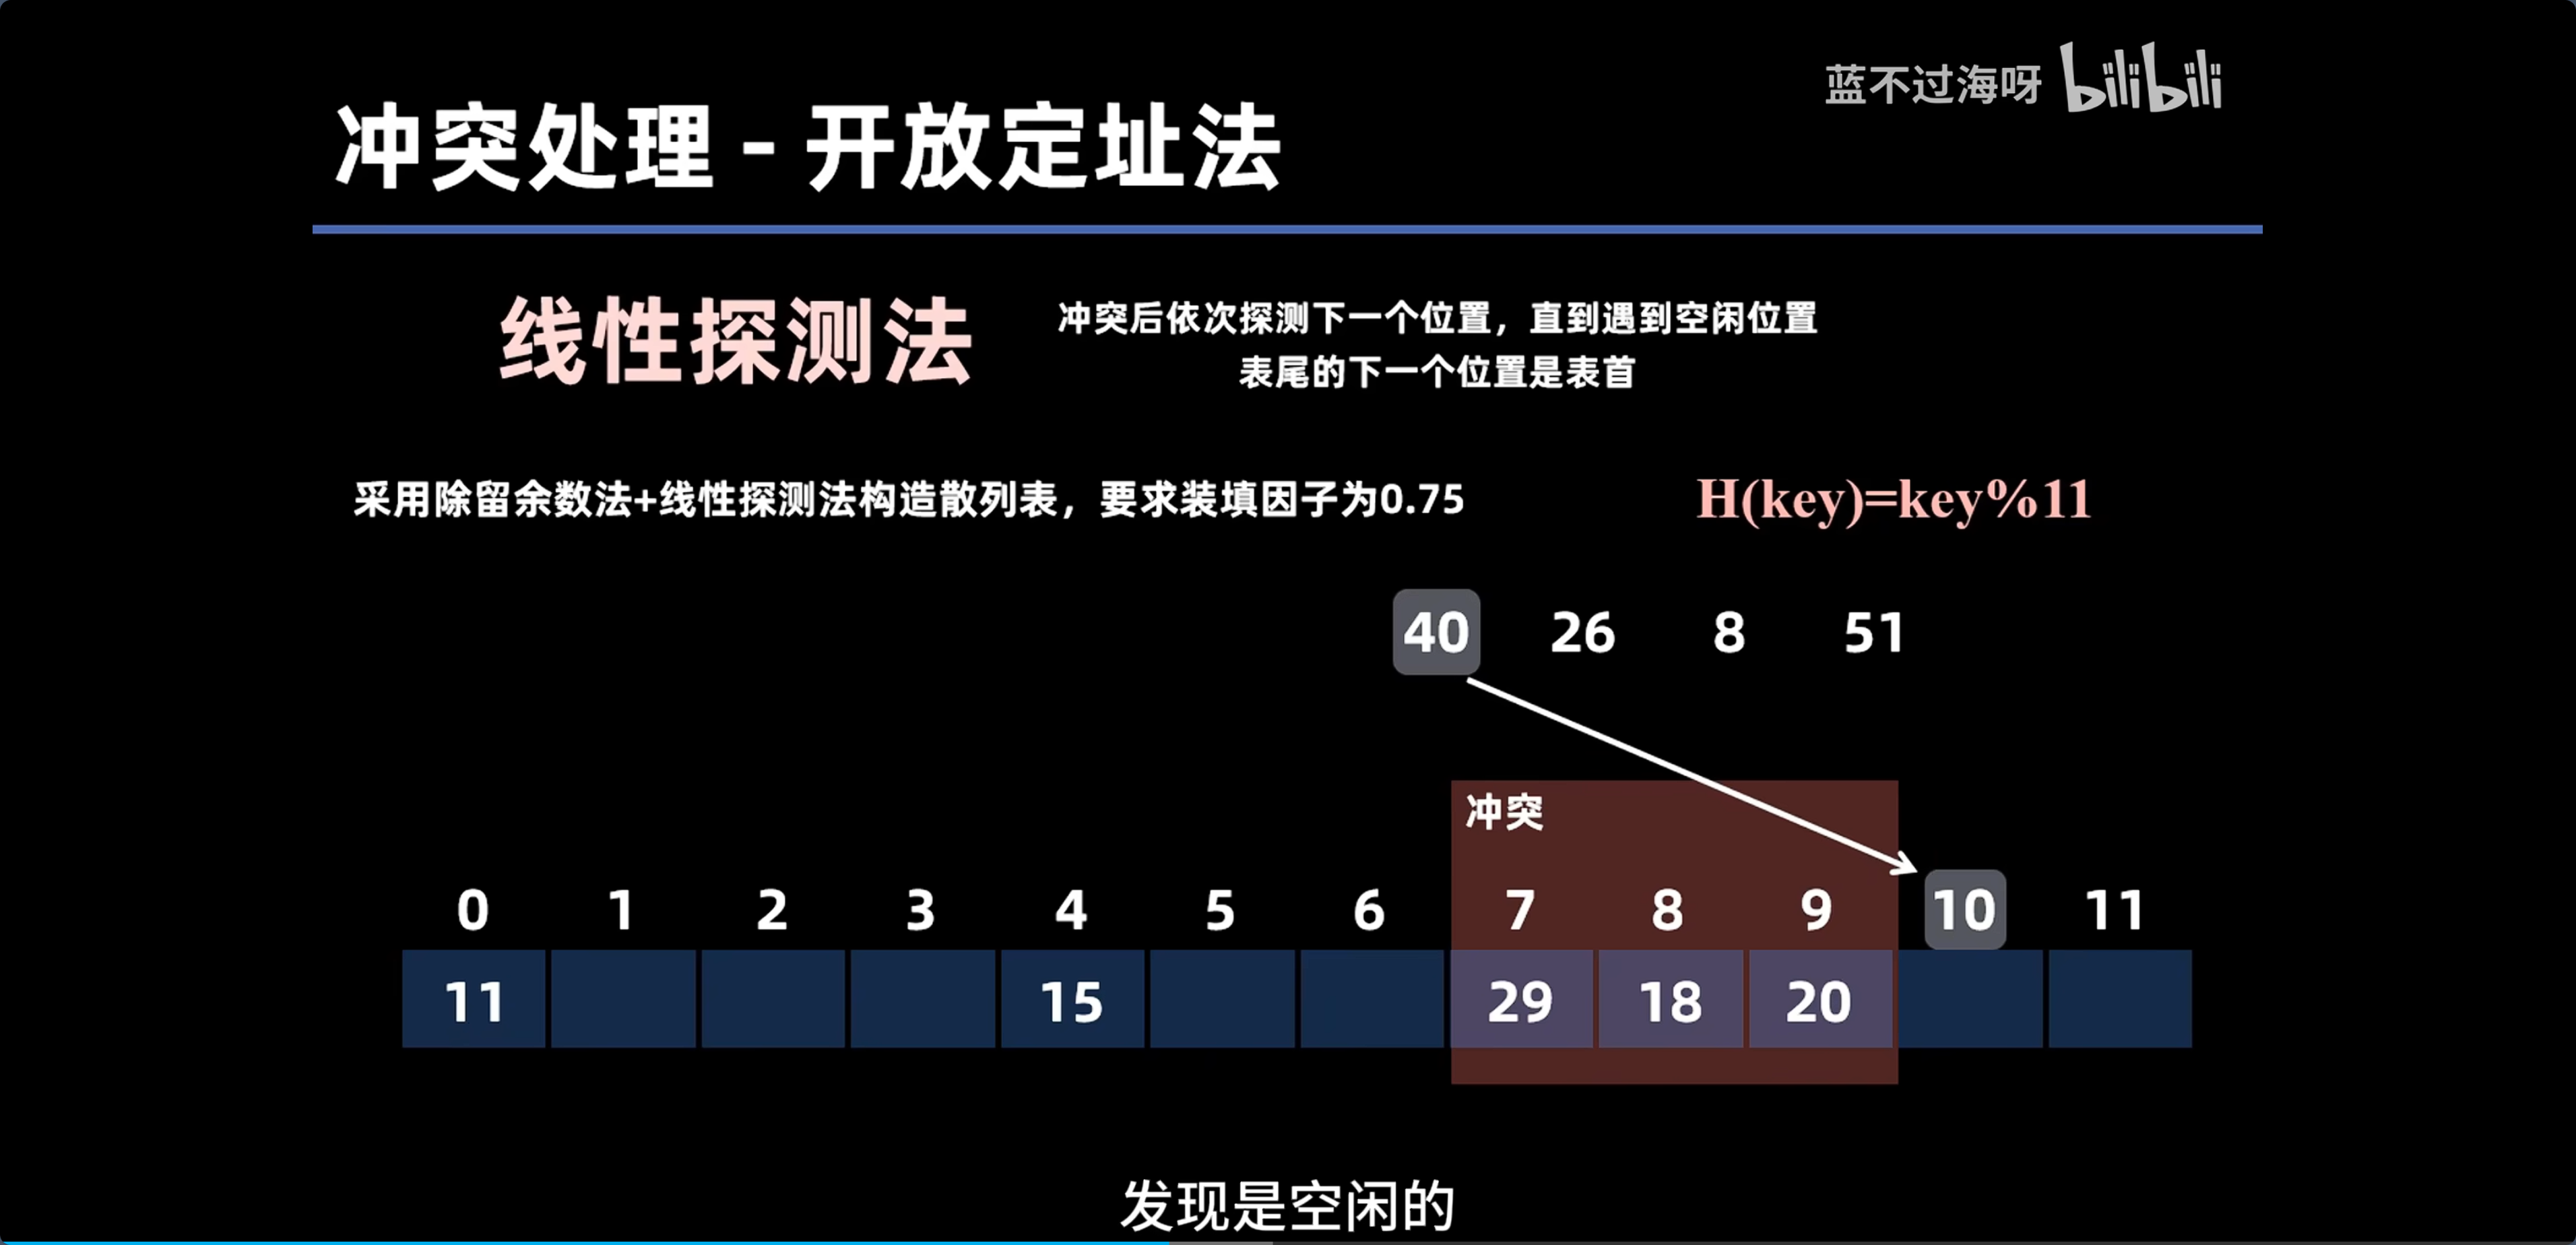 蓝不过海呀 bilibili
冲突处理 - 开放定址法
线性探测法
冲突后依次探测下一个位置，直到遇到空闲位置
表尾的下一个位置是表首
采用除留余数法+线性探测法构造散列表，要求装填因子为0.75
H(key)=key%11
40 26 8 51
冲突
0 1 2 3 4 5 6 7 8 9 10 11
11 15 29 18 20
发现是空闲的